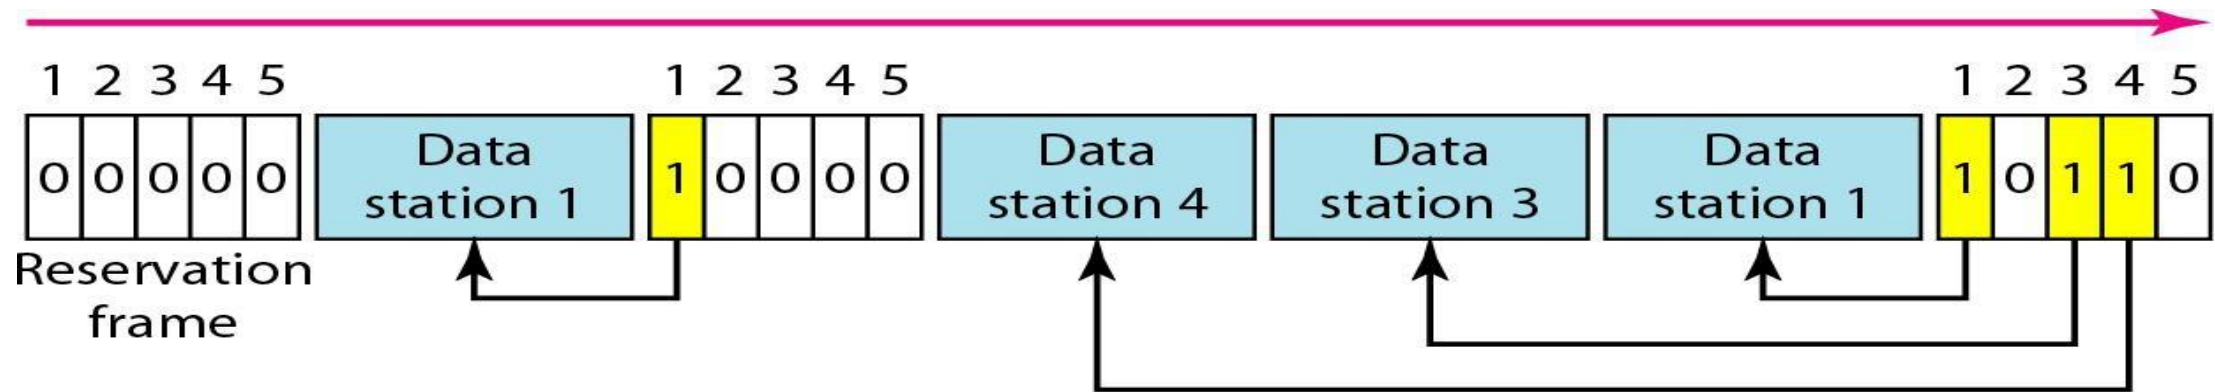 1 2 3 4 5 1 2 3 4 5 1 2 3 4 5
0 0 0 0 0 Data station 1 1 0 0 0 0 Data station 4 Data station 3 Data station 1 1 0 1 1 0
Reservation
frame